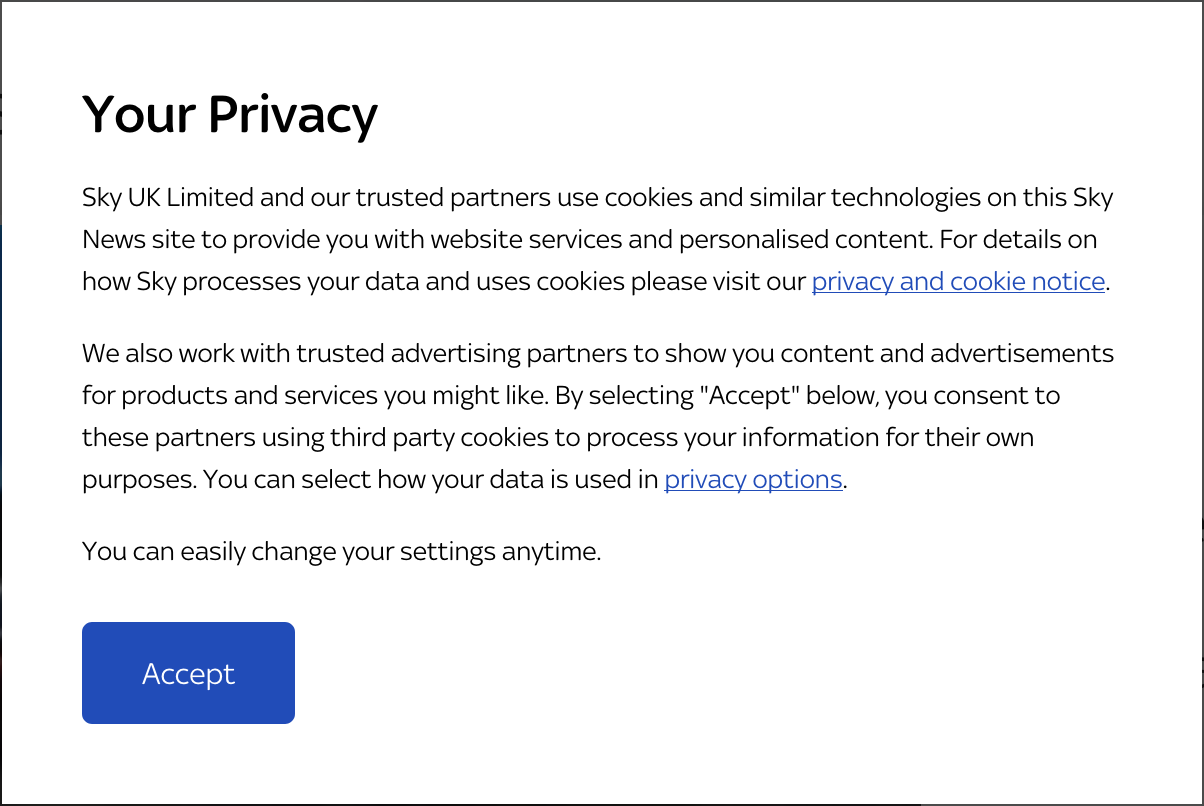 Your Privacy
Sky UK Limited and our trusted partners use cookies and similar technologies on this Sky
News site to provide you with website services and personalised content. For details on
how Sky processes your data and uses cookies please visit our privacy and cookie notice.
We also work with trusted advertising partners to show you content and advertisements
for products and services you might like. By selecting "Accept" below, you consent to
these partners using third party cookies to process your information for their own
purposes. You can select how your data is used in privacy options.
You can easily change your settings anytime.
Accept